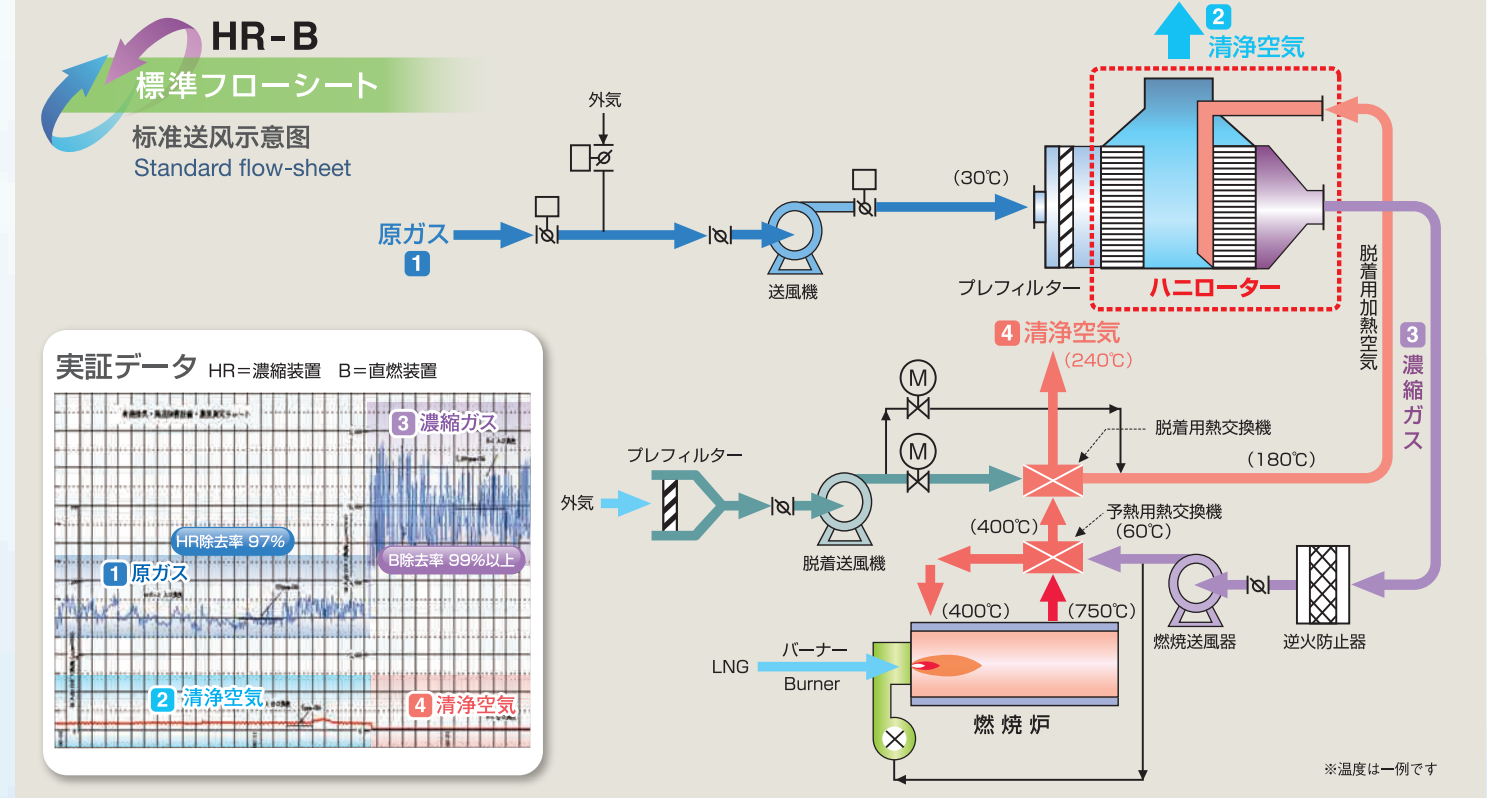 HR-B
標準フローシート
标准送风示意图
Standard flow-sheet
2
清浄空気
外気
(30℃)
原ガス
1
送風機
プレフィルター
ハニローター
脱着用加熱空気
3
濃縮ガス
4 清浄空気
(240℃)
M
M
脱着用熱交換機
(180℃)
プレフィルター
外気
脱着送風機
(400℃)
予熱用熱交換機
(60℃)
(400℃)
(750℃)
燃焼送風器
逆火防止器
LNG
バーナー
Burner
燃焼炉
※温度は一例です
実証データ HR=濃縮装置 B=直燃装置
3 濃縮ガス
HR除去率 97%
B除去率 99%以上
1 原ガス
2 清浄空気
4 清浄空気